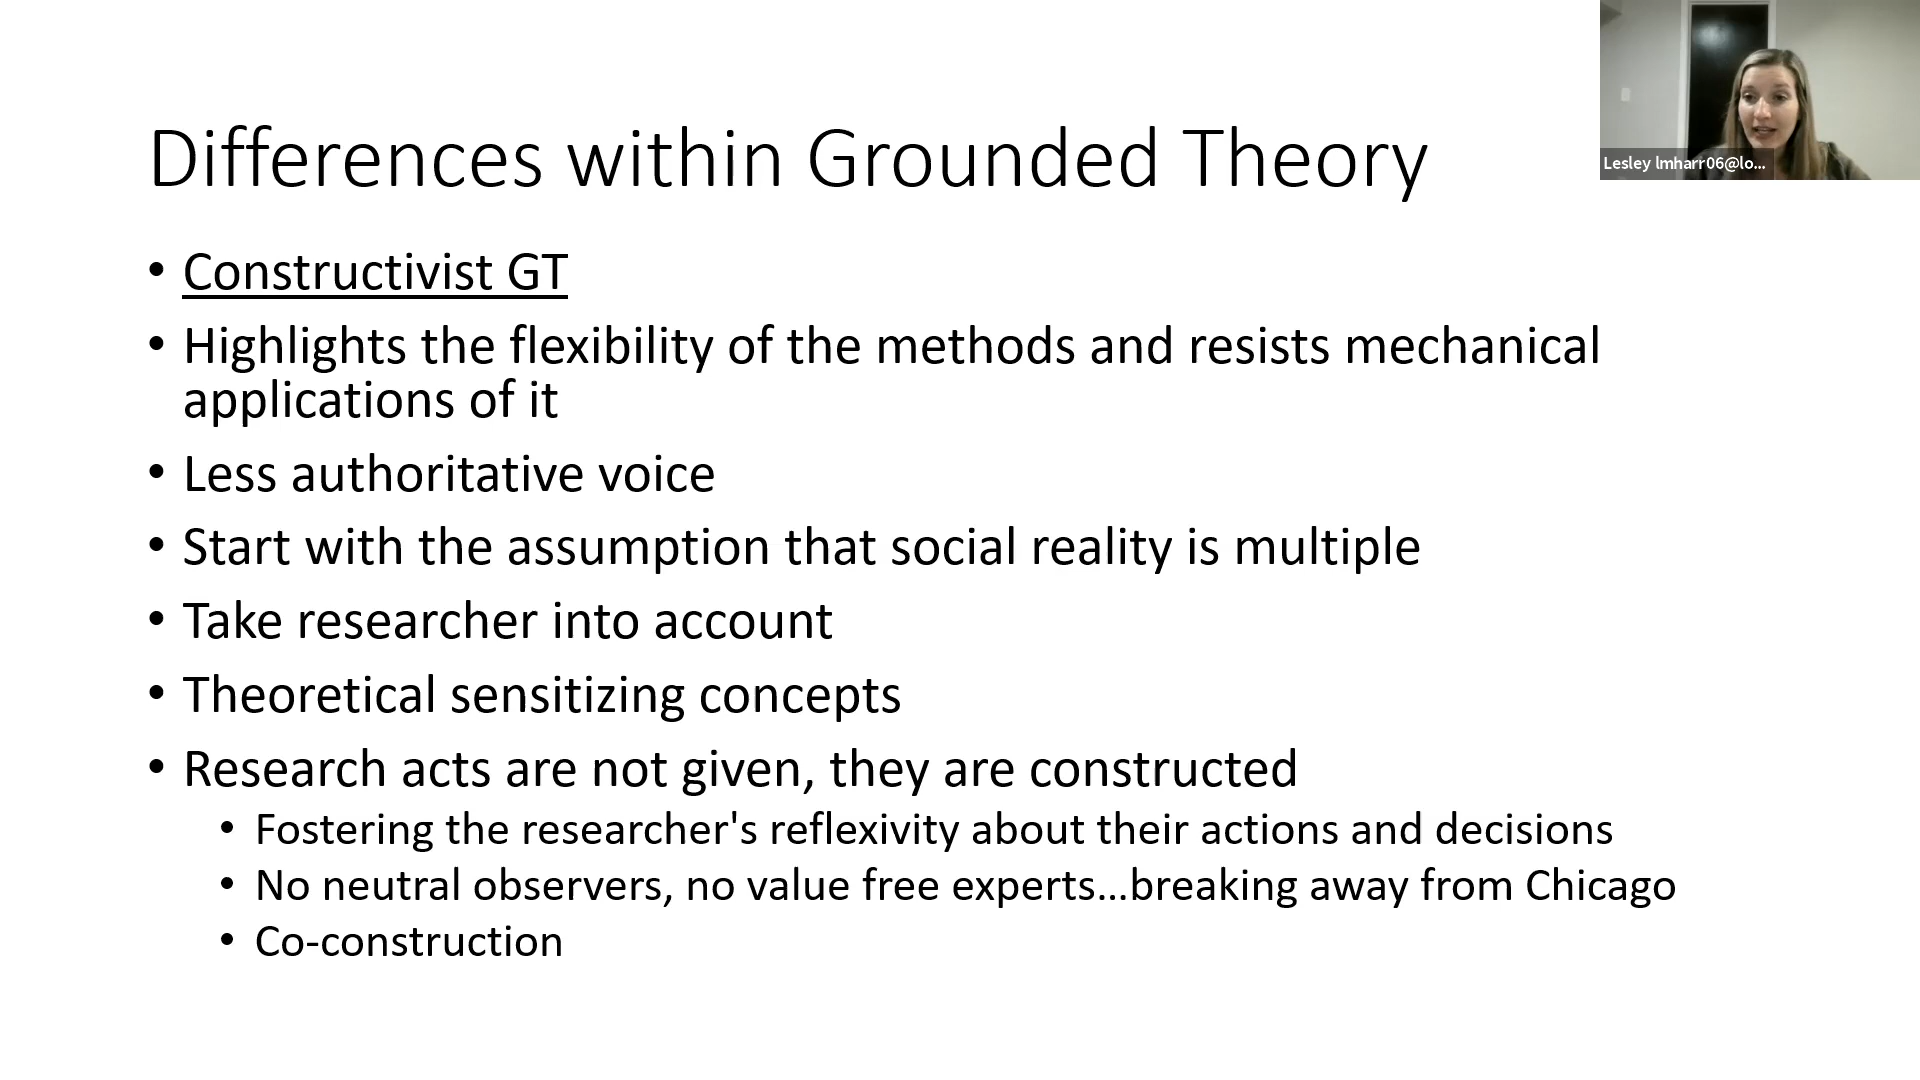 Differences within Grounded Theory
Lesley lmharr06@lo...
• Constructivist GT
• Highlights the flexibility of the methods and resists mechanical
applications of it
• Less authoritative voice
• Start with the assumption that social reality is multiple
• Take researcher into account
• Theoretical sensitizing concepts
• Research acts are not given, they are constructed
• Fostering the researcher's reflexivity about their actions and decisions
• No neutral observers, no value free experts…breaking away from Chicago
• Co-construction